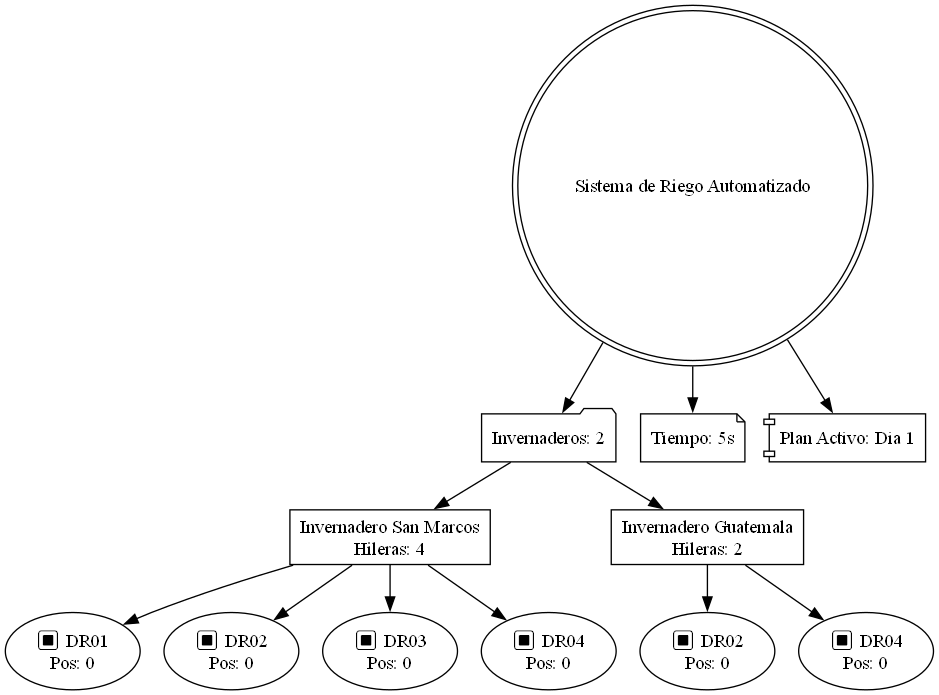 Sistema de Riego Automatizado
Invernaderos: 2
Tiempo: 5s
Plan Activo: Dia 1
Invernadero San Marcos
Hileras: 4
Invernadero Guatemala
Hileras: 2
DR01
Pos: 0
DR02
Pos: 0
DR03
Pos: 0
DR04
Pos: 0
DR02
Pos: 0
DR04
Pos: 0